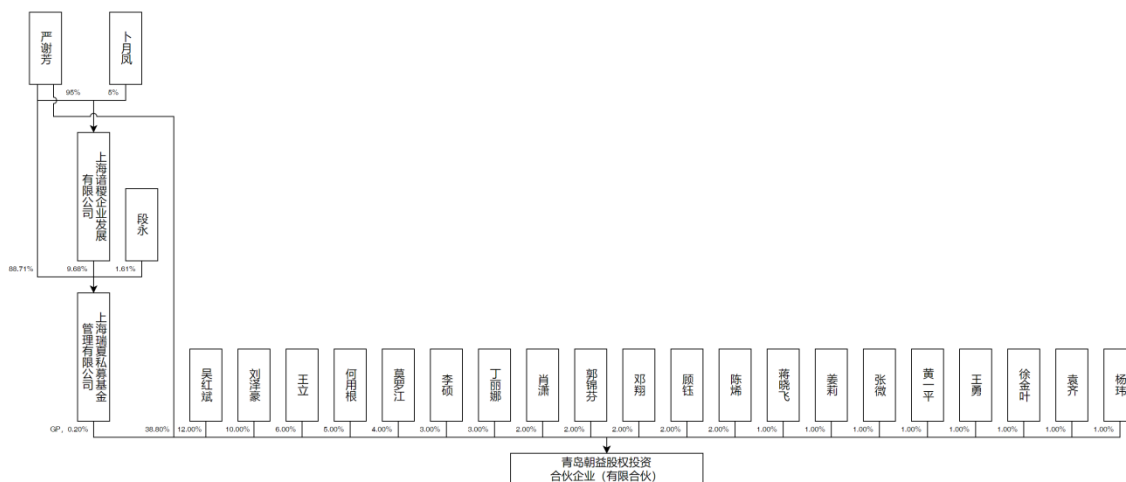 严谢芳
卜月凤
95%
5%
上海谙稷企业发展
有限公司
段永
88.71%
9.68%
1.61%
上海瑞夏私募基金
管理有限公司
吴红斌
刘泽豪
王立
何用根
莫罗江
李硕
丁丽娜
肖潇
郭锦芬
邓翔
顾钰
陈烯
蒋晓飞
姜莉
张微
黄一平
王勇
徐金叶
袁齐
杨玮
GP，0.20%
38.80%
12.00%
10.00%
6.00%
5.00%
4.00%
3.00%
3.00%
2.00%
2.00%
2.00%
2.00%
2.00%
1.00%
1.00%
1.00%
1.00%
1.00%
1.00%
1.00%
1.00%
青岛朝益股权投资
合伙企业（有限合伙）